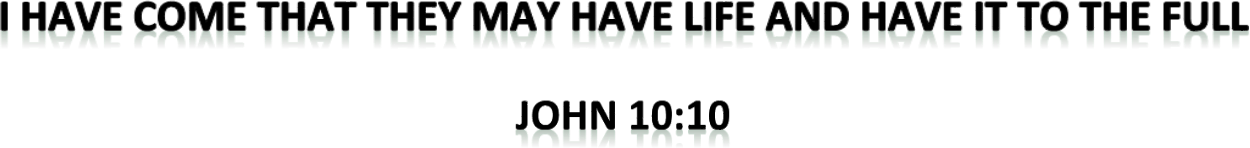 I HAVE COME THAT THEY MAY HAVE LIFE AND HAVE IT TO THE FULL
JOHN 10:10